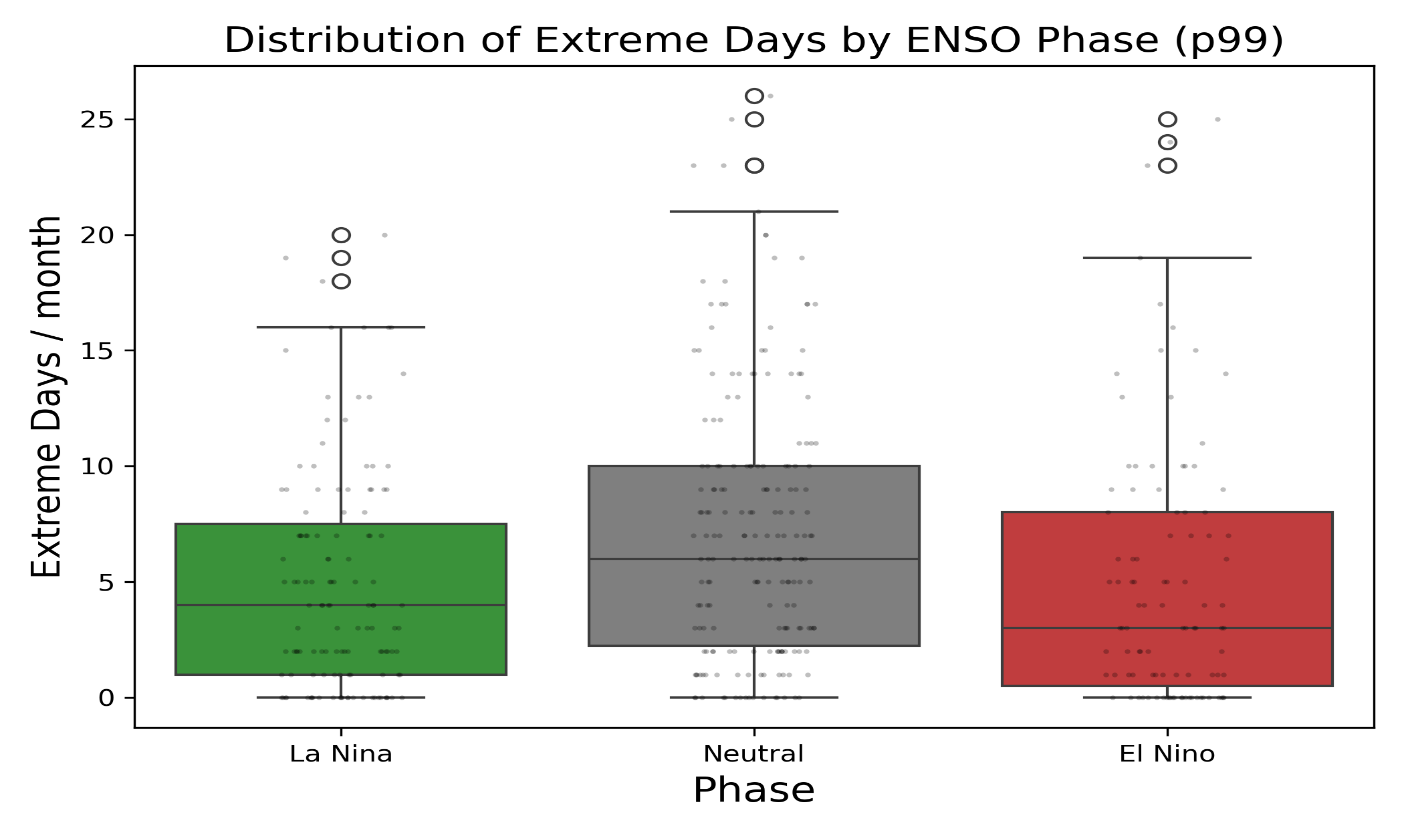 Distribution of Extreme Days by ENSO Phase (p99)
Extreme Days / month
25
20
15
10
5
0
La Nina
Neutral
El Nino
Phase